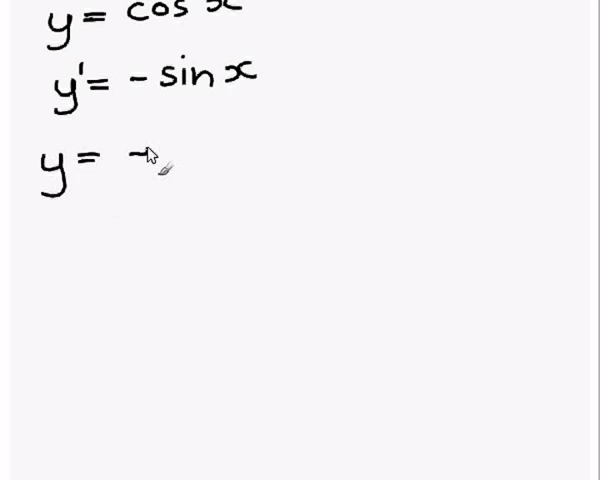 y = cos x
y' = - sin x
y = -